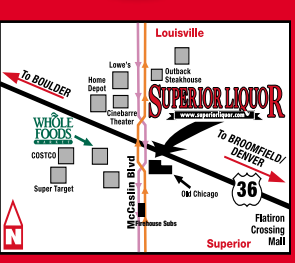 Louisville
Lowe's
To BOULDER
Home
Depot
Outback
Steakhouse
Cinebarre
Theater
SUPERIOR LIQUOR
www.superiorliquor.com
WHOLE
FOODS
MARKET
To BROOMFIELD/
DENVER
COSTCO
Super Target
McCaslin Blvd
Old Chicago
36
Firehouse Subs
Flatiron
Crossing
Mall
Superior
N